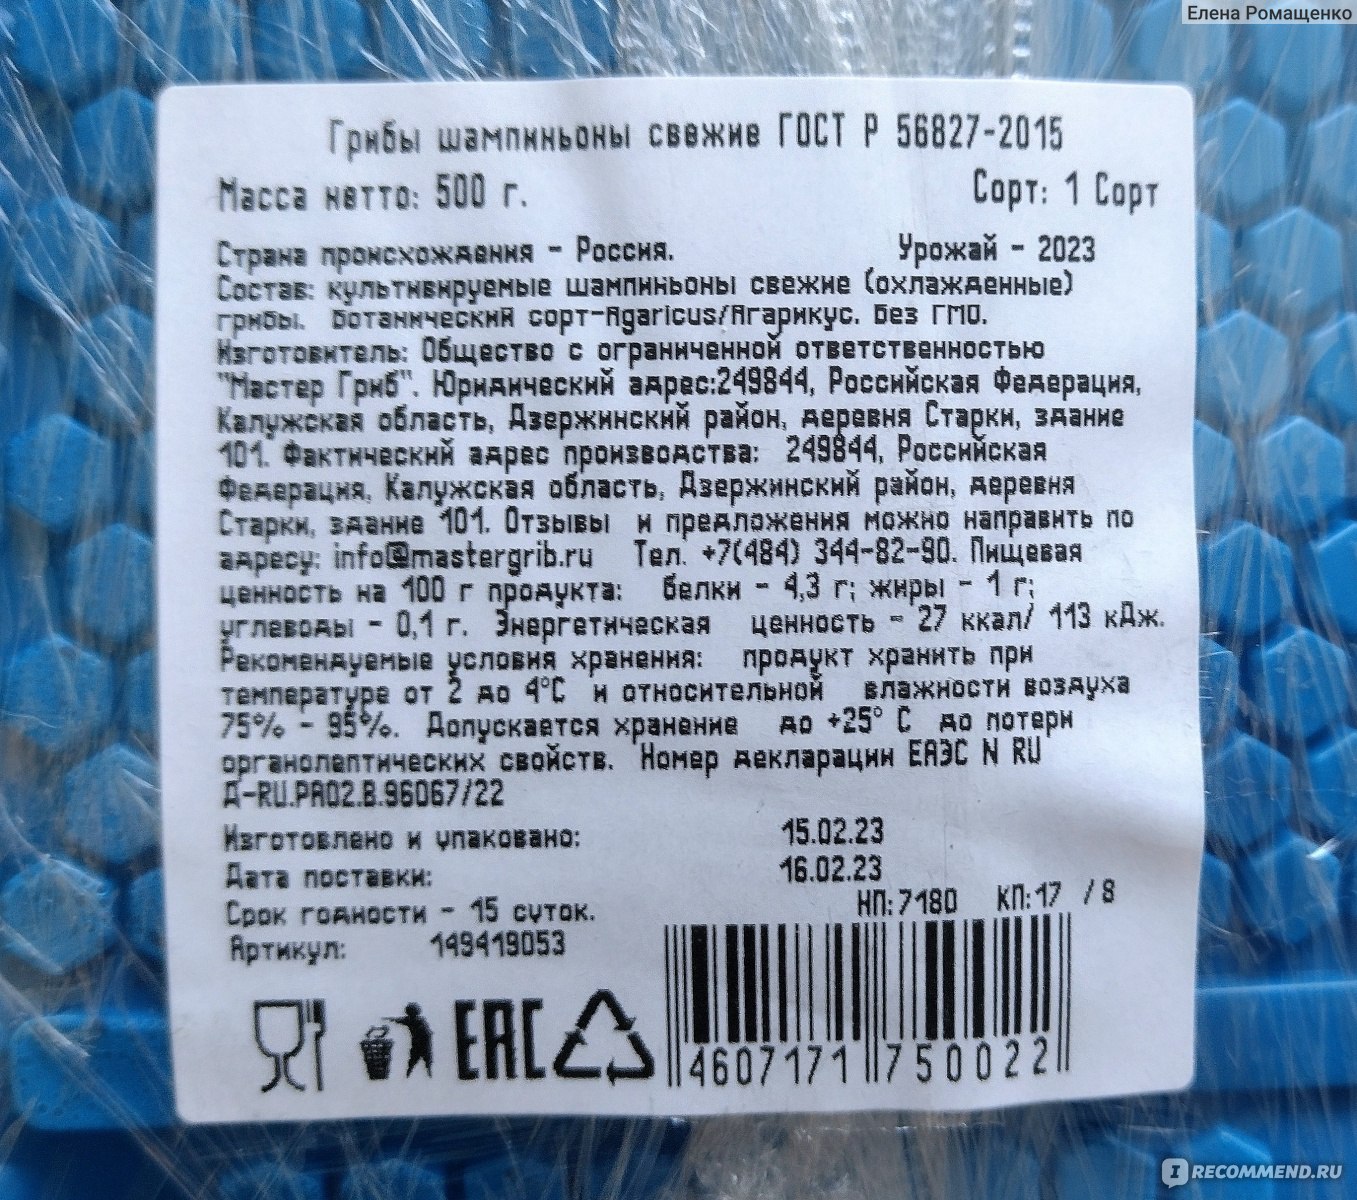 Елена Ромащенко
Грибы шампиньоны свежие ГОСТ Р 56827-2015
Масса нетто: 500 г.
Сорт: 1 Сорт
Страна происхождения - Россия.
Урожай - 2023
Состав: культивируемые шампиньоны свежие (охлажденные)
грибы. Ботанический сорт-Agaricus/Агарикус. Без ГМО.
Изготовитель: Общество с ограниченной ответственностью
"Мастер Гриб". Юридический адрес:249844, Российская Федерация,
Калужская область, Дзержинский район, деревня Старки, здание
101. Фактический адрес производства: 249844, Российская
Федерация, Калужская область, Дзержинский район, деревня
Старки, здание 101. Отзывы и предложения можно направить по
адресу: info@mastergrib.ru Тел. +7(484) 344-82-90. Пищевая
ценность на 100 г продукта: белки - 4,3 г; жиры - 1 г;
углеводы - 0,1 г. Энергетическая ценность - 27 ккал/ 113 кДж.
Рекомендуемые условия хранения: продукт хранить при
температуре от 2 до 4°C и относительной влажности воздуха
75% - 95%. Допускается хранение до +25° C до потери
органолептических свойств. Номер декларации ЕАЭС N RU
Д-RU.РА02.В.96067/22
Изготовлено и упаковано: 15.02.23
Дата поставки: 16.02.23
НП:7180 КП:17 /8
Срок годности - 15 суток.
Артикул: 149419053
EAC
4607171 750022
IRECOMMEND.RU